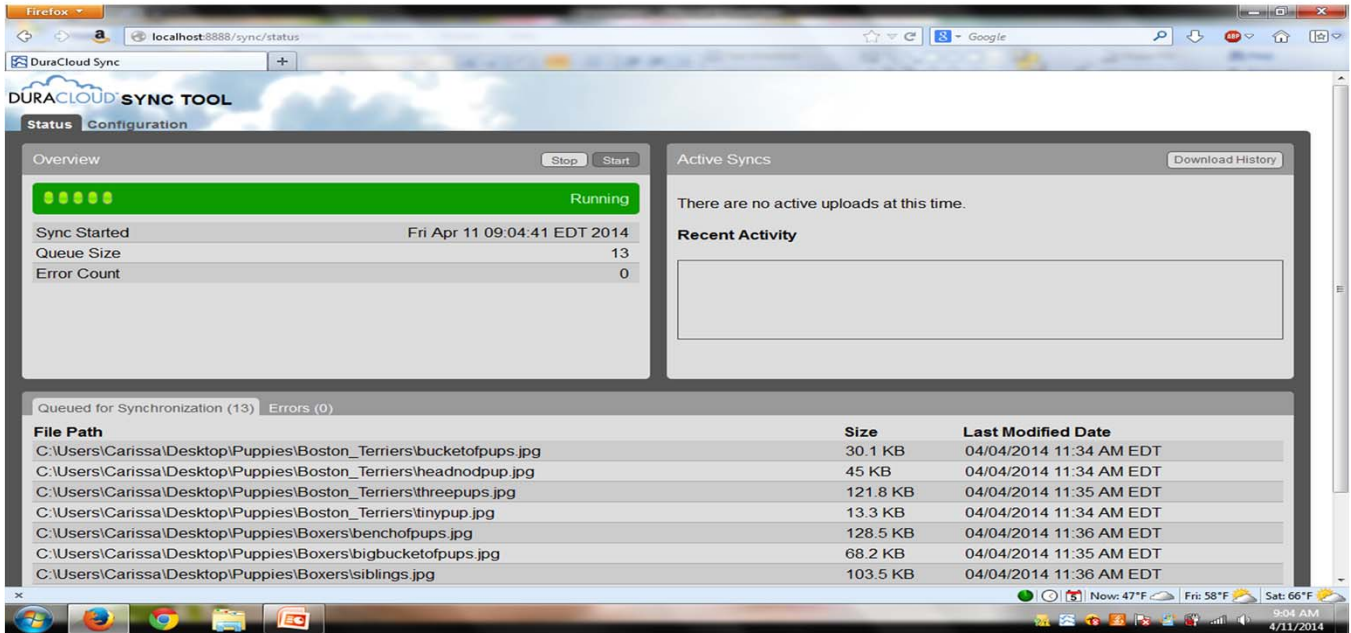 Firefox
localhost:8888/sync/status
Google
ABP
DuraCloud Sync
DURACLOUD SYNC TOOL
Status Configuration
Overview Stop Start
Running
Sync Started Fri Apr 11 09:04:41 EDT 2014
Queue Size 13
Error Count 0
Active Syncs Download History
There are no active uploads at this time.
Recent Activity
Queued for Synchronization (13) Errors (0)
File Path Size Last Modified Date
C:\Users\Carissa\Desktop\Puppies\Boston_Terriers\bucketofpups.jpg 30.1 KB 04/04/2014 11:34 AM EDT
C:\Users\Carissa\Desktop\Puppies\Boston_Terriers\headnodpup.jpg 45 KB 04/04/2014 11:34 AM EDT
C:\Users\Carissa\Desktop\Puppies\Boston_Terriers\threepups.jpg 121.8 KB 04/04/2014 11:35 AM EDT
C:\Users\Carissa\Desktop\Puppies\Boston_Terriers\tinypup.jpg 13.3 KB 04/04/2014 11:34 AM EDT
C:\Users\Carissa\Desktop\Puppies\Boxers\benchofpups.jpg 128.5 KB 04/04/2014 11:36 AM EDT
C:\Users\Carissa\Desktop\Puppies\Boxers\bigbucketofpups.jpg 68.2 KB 04/04/2014 11:35 AM EDT
C:\Users\Carissa\Desktop\Puppies\Boxers\siblings.jpg 103.5 KB 04/04/2014 11:36 AM EDT
5 Now: 47°F Fri: 58°F Sat: 66°F
9:04 AM
4/11/2014